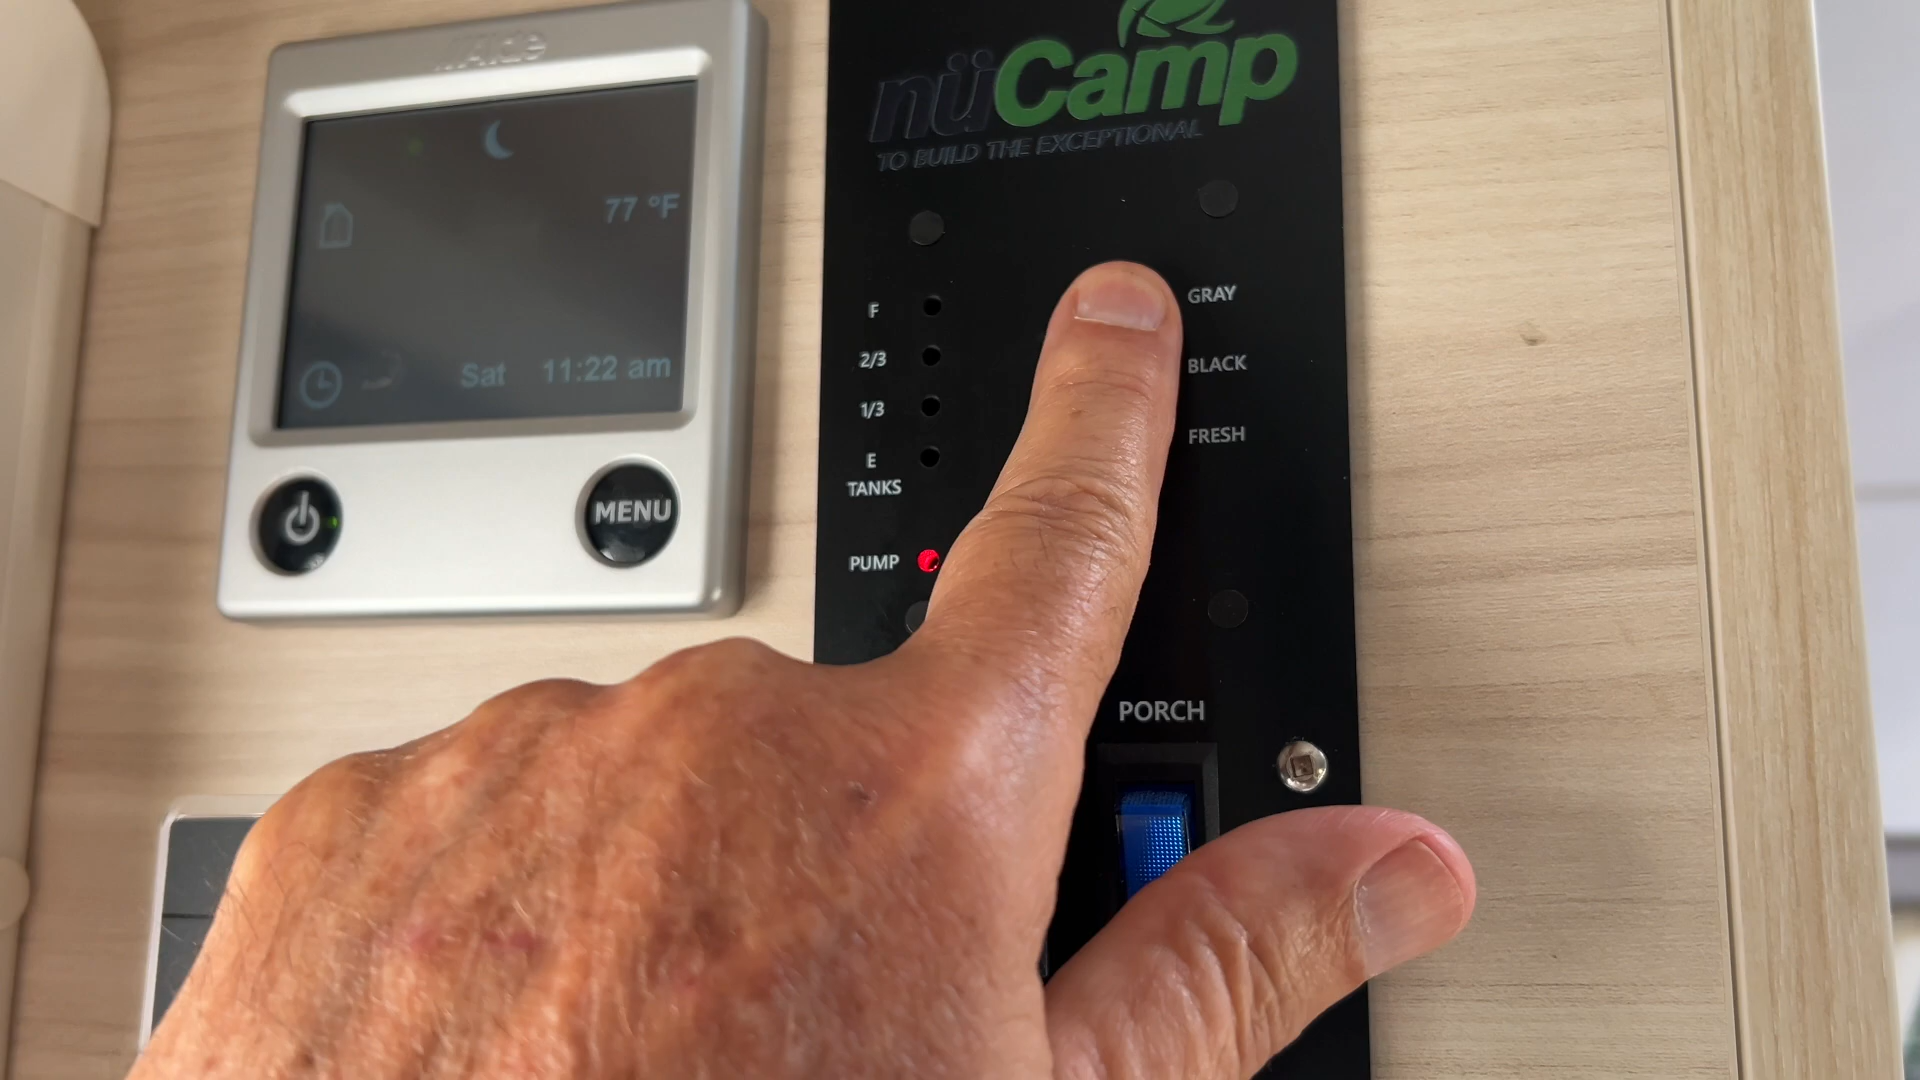 Alde
77 °F
Sat 11:22 am
MENU
nüCamp
TO BUILD THE EXCEPTIONAL
F
2/3
1/3
E
TANKS
PUMP
GRAY
BLACK
FRESH
PORCH